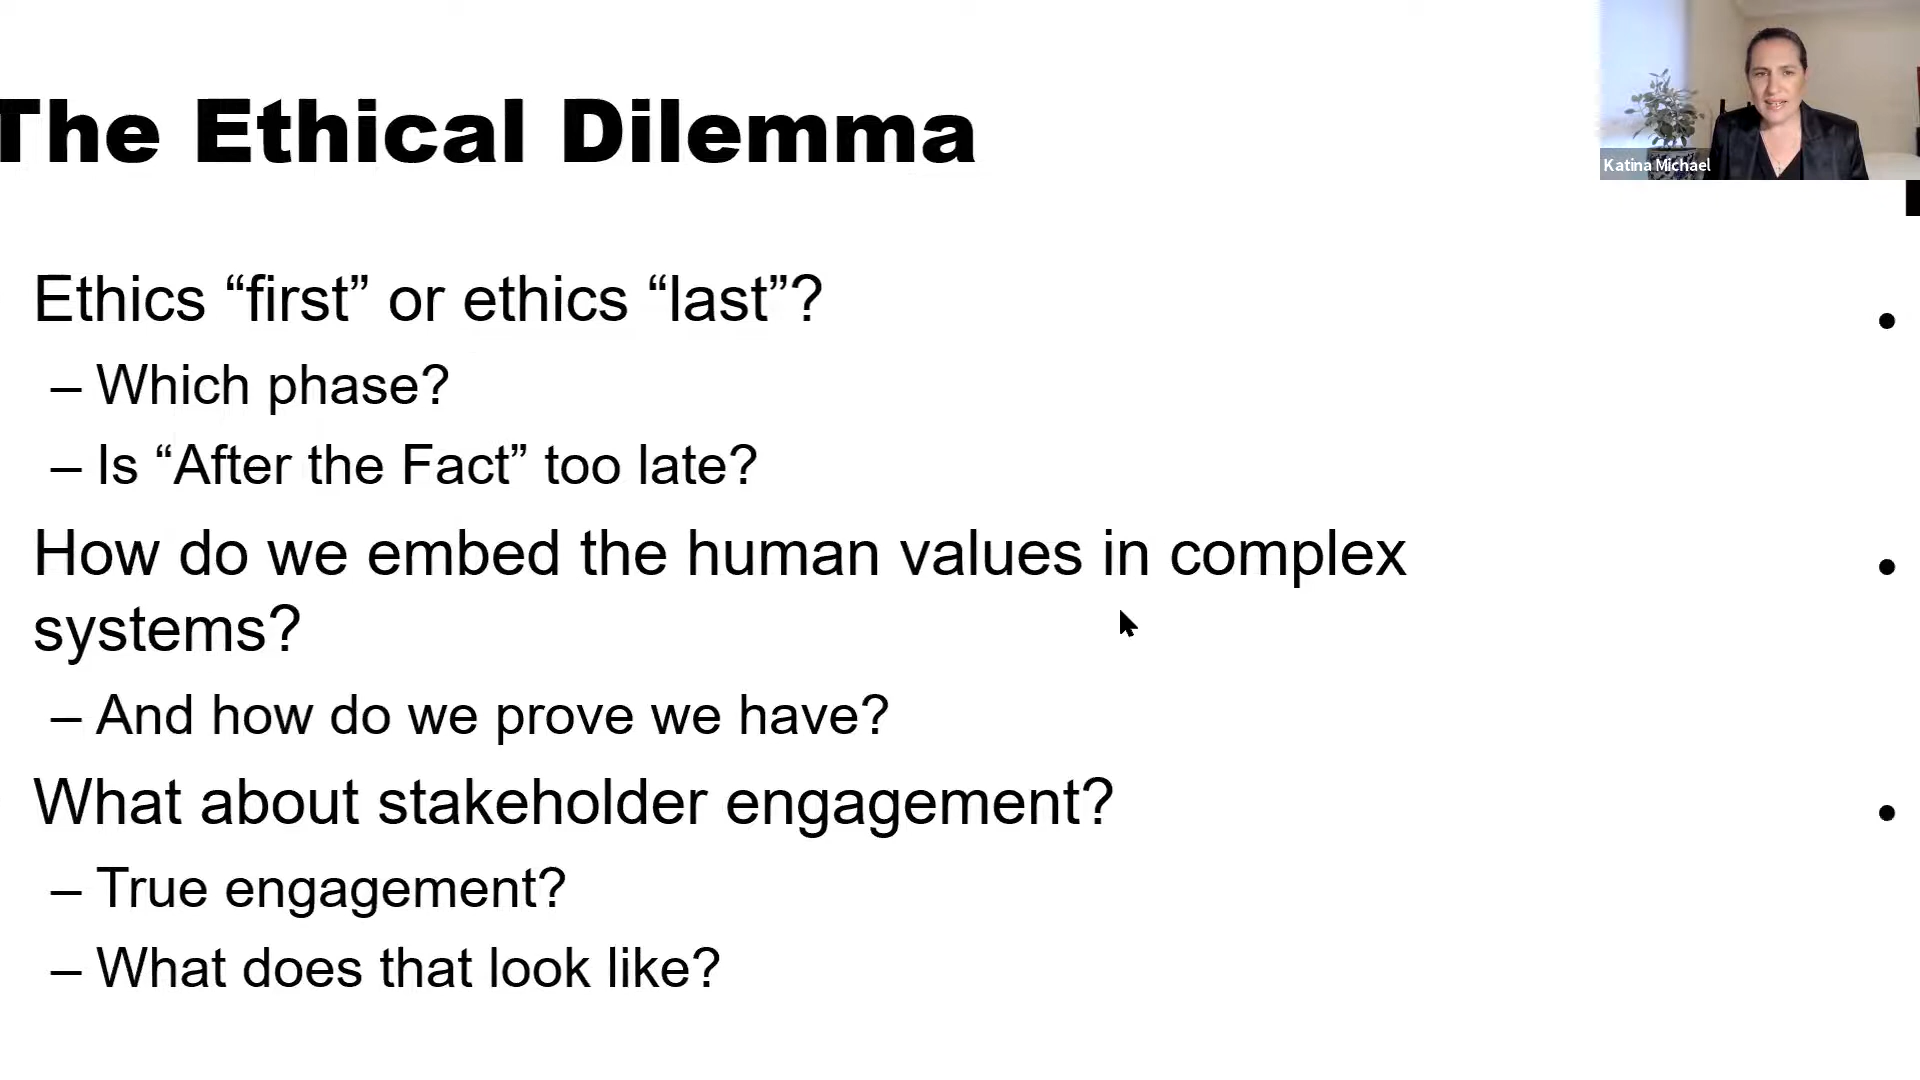 The Ethical Dilemma
Katina Michael
Ethics “first” or ethics “last”?
– Which phase?
– Is “After the Fact” too late?
How do we embed the human values in complex
systems?
– And how do we prove we have?
What about stakeholder engagement?
– True engagement?
– What does that look like?